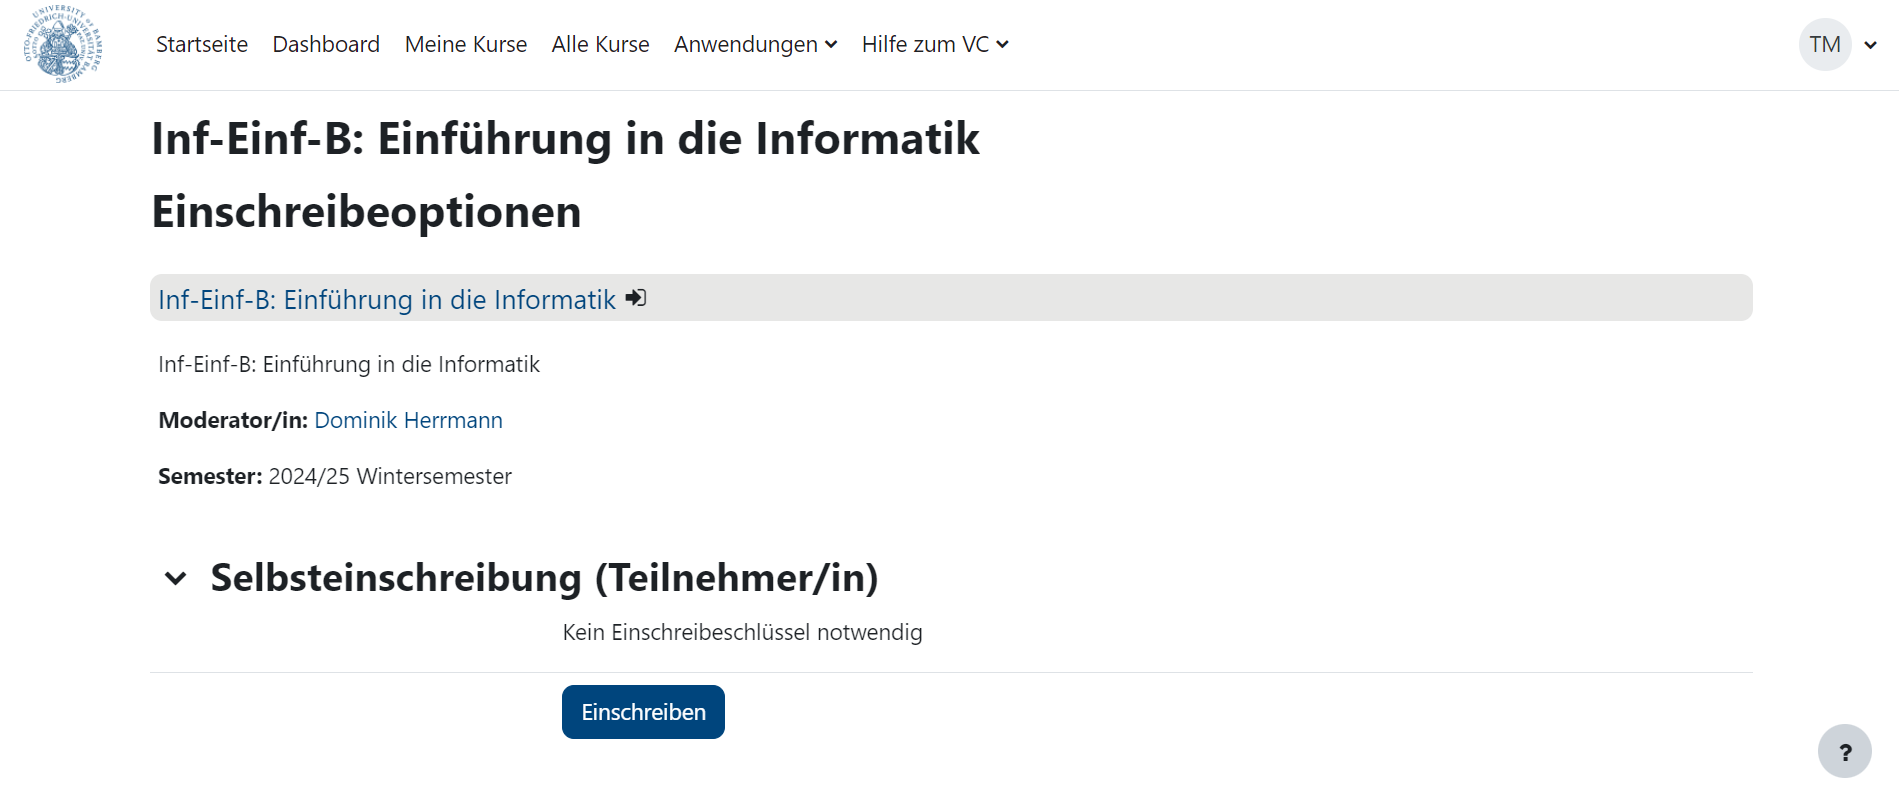 Startseite Dashboard Meine Kurse Alle Kurse Anwendungen Hilfe zum VC TM
Inf-Einf-B: Einführung in die Informatik
Einschreibeoptionen
Inf-Einf-B: Einführung in die Informatik
Inf-Einf-B: Einführung in die Informatik
Moderator/in: Dominik Herrmann
Semester: 2024/25 Wintersemester
Selbsteinschreibung (Teilnehmer/in)
Kein Einschreibeschlüssel notwendig
Einschreiben
?